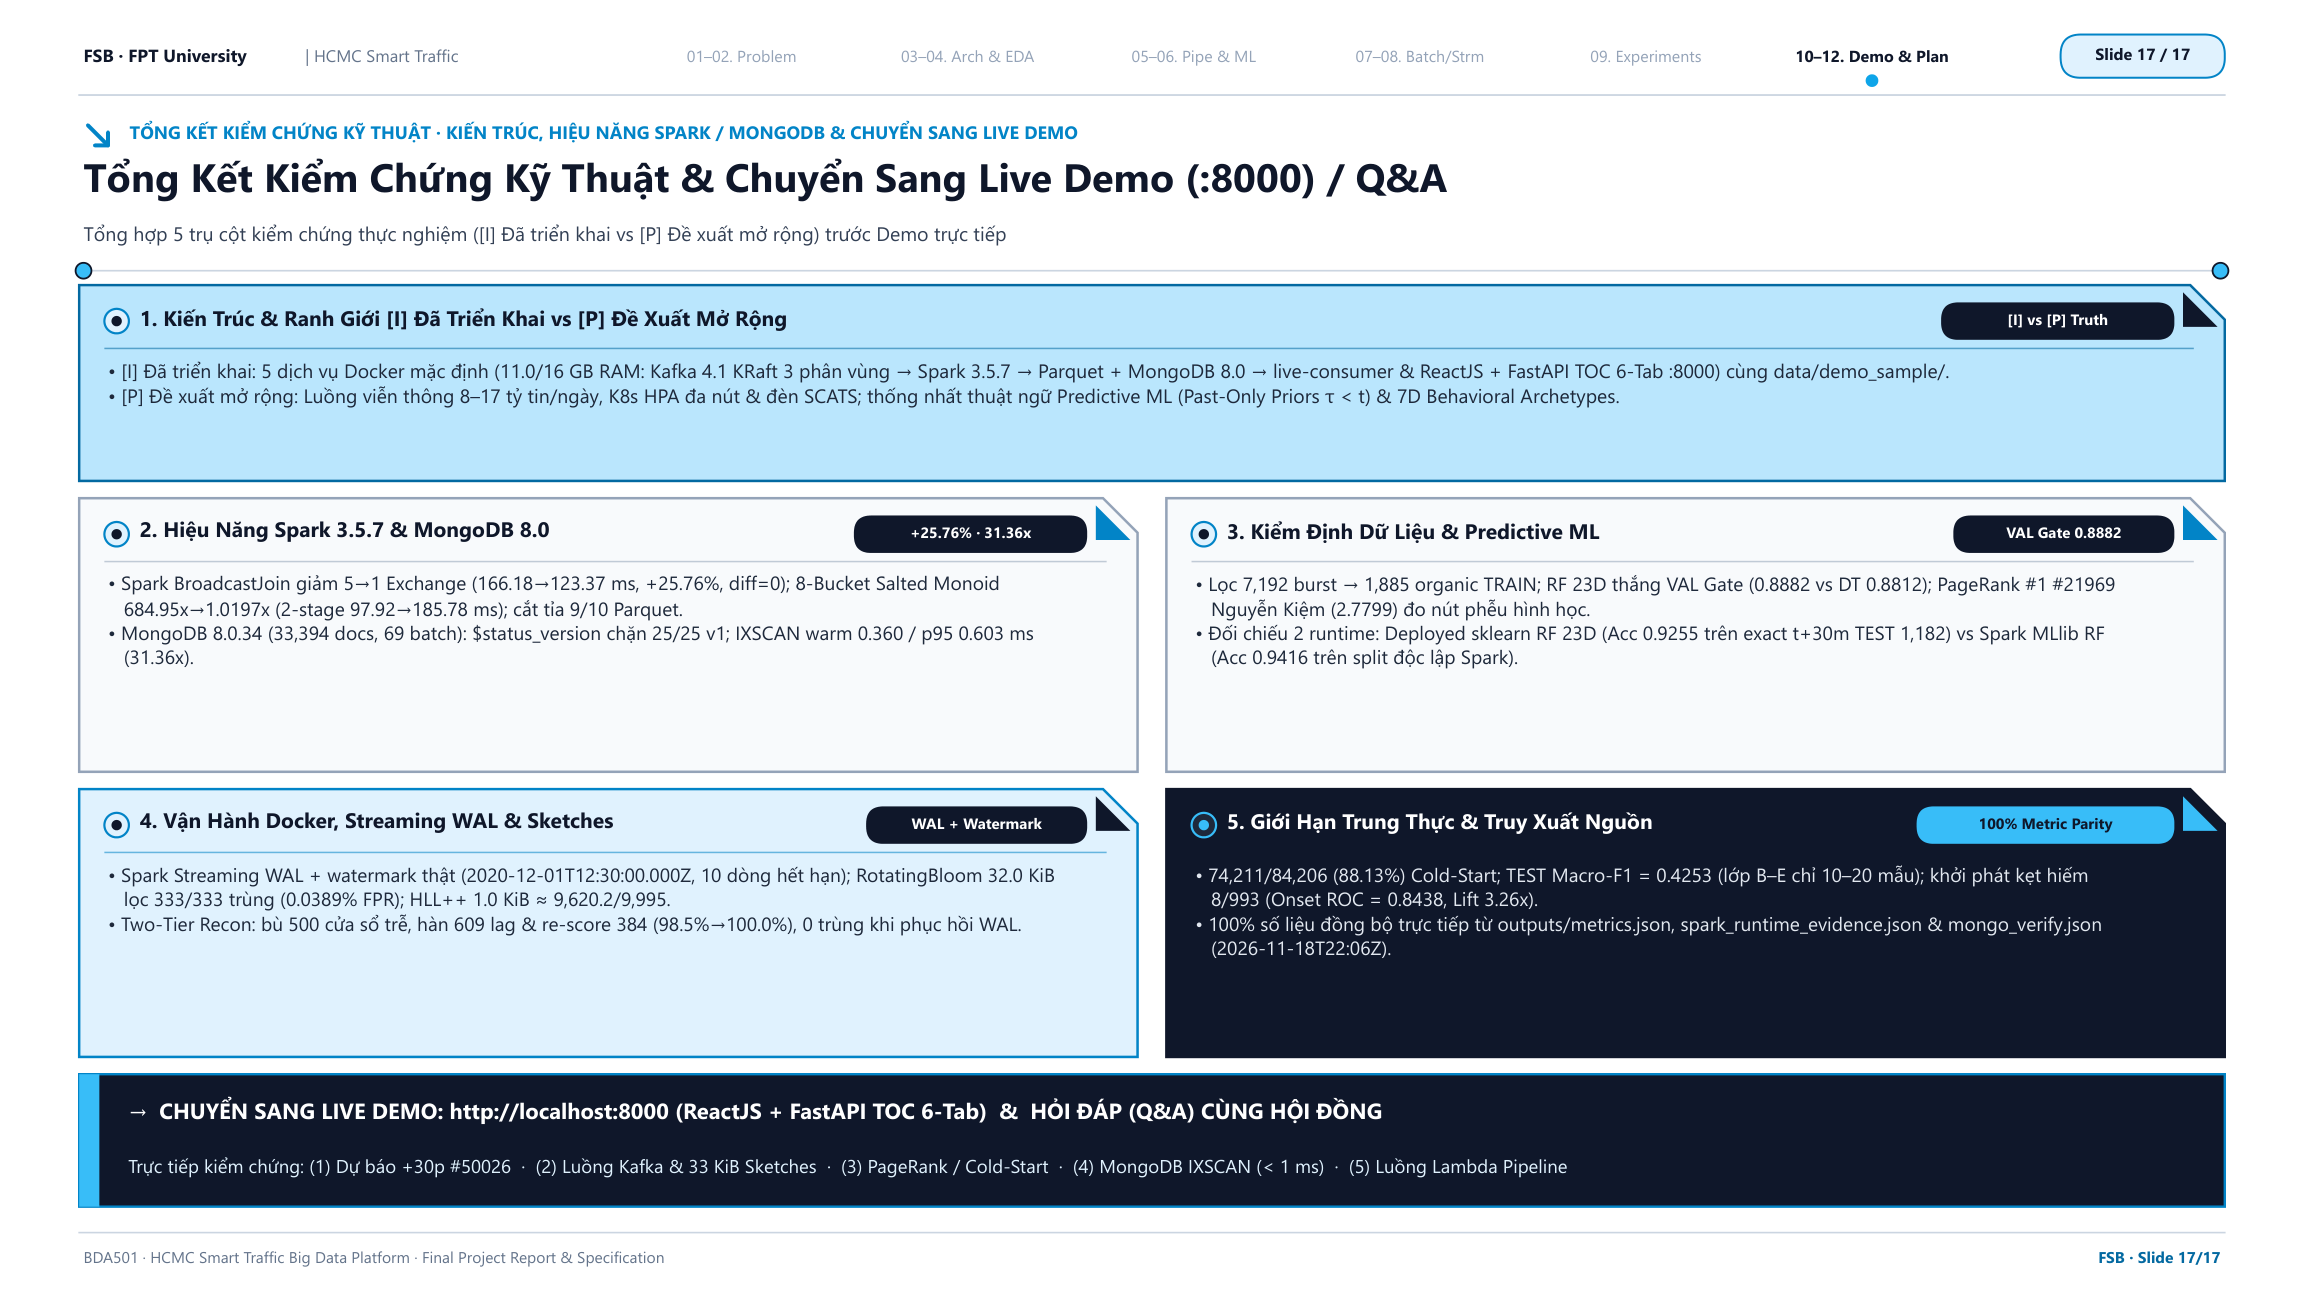 FSB · FPT University | HCMC Smart Traffic 01–02. Problem 03–04. Arch & EDA 05–06. Pipe & ML 07–08. Batch/Strm 09. Experiments 10–12. Demo & Plan Slide 17 / 17
TỔNG KẾT KIỂM CHỨNG KỸ THUẬT · KIẾN TRÚC, HIỆU NĂNG SPARK / MONGODB & CHUYỂN SANG LIVE DEMO
Tổng Kết Kiểm Chứng Kỹ Thuật & Chuyển Sang Live Demo (:8000) / Q&A
Tổng hợp 5 trụ cột kiểm chứng thực nghiệm ([I] Đã triển khai vs [P] Đề xuất mở rộng) trước Demo trực tiếp
1. Kiến Trúc & Ranh Giới [I] Đã Triển Khai vs [P] Đề Xuất Mở Rộng
[I] vs [P] Truth
• [I] Đã triển khai: 5 dịch vụ Docker mặc định (11.0/16 GB RAM: Kafka 4.1 KRaft 3 phân vùng → Spark 3.5.7 → Parquet + MongoDB 8.0 → live-consumer & ReactJS + FastAPI TOC 6-Tab :8000) cùng data/demo_sample/.
• [P] Đề xuất mở rộng: Luồng viễn thông 8–17 tỷ tin/ngày, K8s HPA đa nút & đèn SCATS; thống nhất thuật ngữ Predictive ML (Past-Only Priors τ < t) & 7D Behavioral Archetypes.
2. Hiệu Năng Spark 3.5.7 & MongoDB 8.0
+25.76% · 31.36x
• Spark BroadcastJoin giảm 5→1 Exchange (166.18→123.37 ms, +25.76%, diff=0); 8-Bucket Salted Monoid
684.95x→1.0197x (2-stage 97.92→185.78 ms); cắt tỉa 9/10 Parquet.
• MongoDB 8.0.34 (33,394 docs, 69 batch): $status_version chặn 25/25 v1; IXSCAN warm 0.360 / p95 0.603 ms
(31.36x).
3. Kiểm Định Dữ Liệu & Predictive ML
VAL Gate 0.8882
• Lọc 7,192 burst → 1,885 organic TRAIN; RF 23D thắng VAL Gate (0.8882 vs DT 0.8812); PageRank #1 #21969
Nguyễn Kiệm (2.7799) đo nút phễu hình học.
• Đối chiếu 2 runtime: Deployed sklearn RF 23D (Acc 0.9255 trên exact t+30m TEST 1,182) vs Spark MLlib RF
(Acc 0.9416 trên split độc lập Spark).
4. Vận Hành Docker, Streaming WAL & Sketches
WAL + Watermark
• Spark Streaming WAL + watermark thật (2020-12-01T12:30:00.000Z, 10 dòng hết hạn); RotatingBloom 32.0 KiB
lọc 333/333 trùng (0.0389% FPR); HLL++ 1.0 KiB ≈ 9,620.2/9,995.
• Two-Tier Recon: bù 500 cửa sổ trễ, hàn 609 lag & re-score 384 (98.5%→100.0%), 0 trùng khi phục hồi WAL.
5. Giới Hạn Trung Thực & Truy Xuất Nguồn
100% Metric Parity
• 74,211/84,206 (88.13%) Cold-Start; TEST Macro-F1 = 0.4253 (lớp B–E chỉ 10–20 mẫu); khởi phát kẹt hiếm
8/993 (Onset ROC = 0.8438, Lift 3.26x).
• 100% số liệu đồng bộ trực tiếp từ outputs/metrics.json, spark_runtime_evidence.json & mongo_verify.json
(2026-11-18T22:06Z).
→ CHUYỂN SANG LIVE DEMO: http://localhost:8000 (ReactJS + FastAPI TOC 6-Tab) & HỎI ĐÁP (Q&A) CÙNG HỘI ĐỒNG
Trực tiếp kiểm chứng: (1) Dự báo +30p #50026 · (2) Luồng Kafka & 33 KiB Sketches · (3) PageRank / Cold-Start · (4) MongoDB IXSCAN (< 1 ms) · (5) Luồng Lambda Pipeline
BDA501 · HCMC Smart Traffic Big Data Platform · Final Project Report & Specification
FSB · Slide 17/17